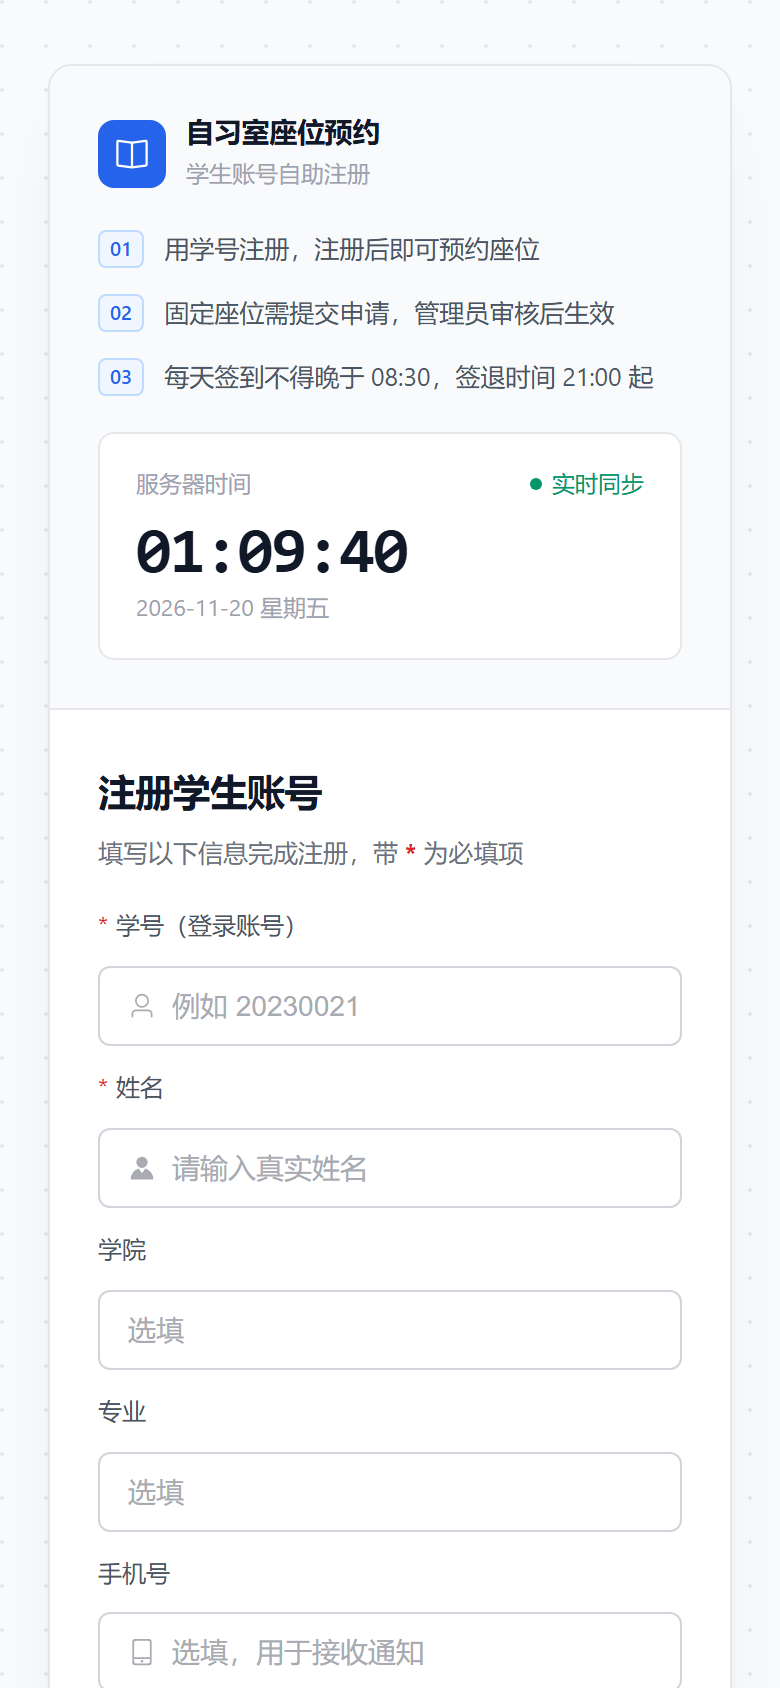 自习室座位预约
学生账号自助注册
01 用学号注册，注册后即可预约座位
02 固定座位需提交申请，管理员审核后生效
03 每天签到不得晚于 08:30，签退时间 21:00 起
服务器时间 实时同步
01:09:40
2026-11-20 星期五
注册学生账号
填写以下信息完成注册，带 * 为必填项
* 学号（登录账号）
例如 20230021
* 姓名
请输入真实姓名
学院
选填
专业
选填
手机号
选填，用于接收通知